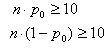 n · p₀ ≥ 10
n · (1 − p₀) ≥ 10